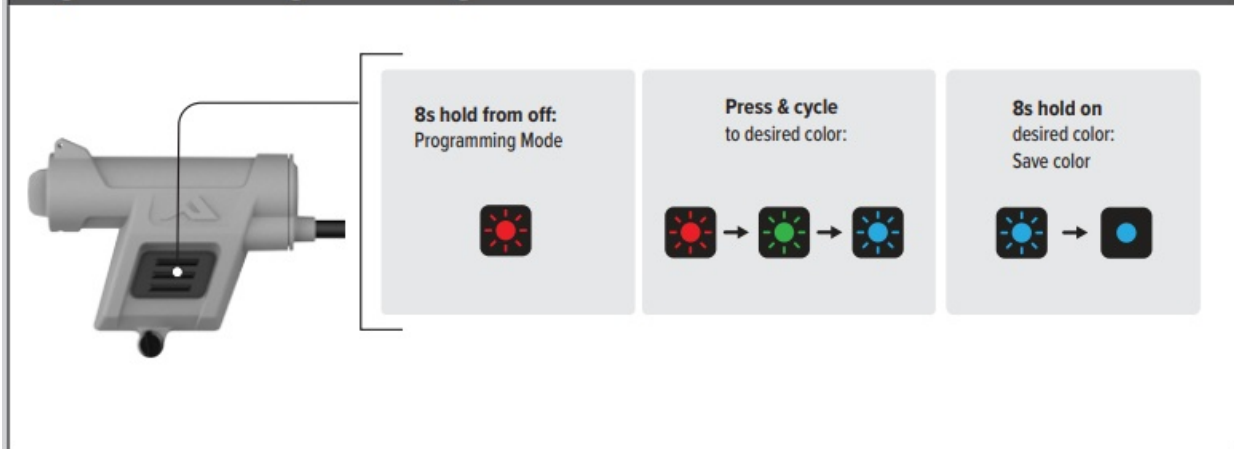 8s hold from off:
Programming Mode
Press & cycle
to desired color:
8s hold on
desired color:
Save color